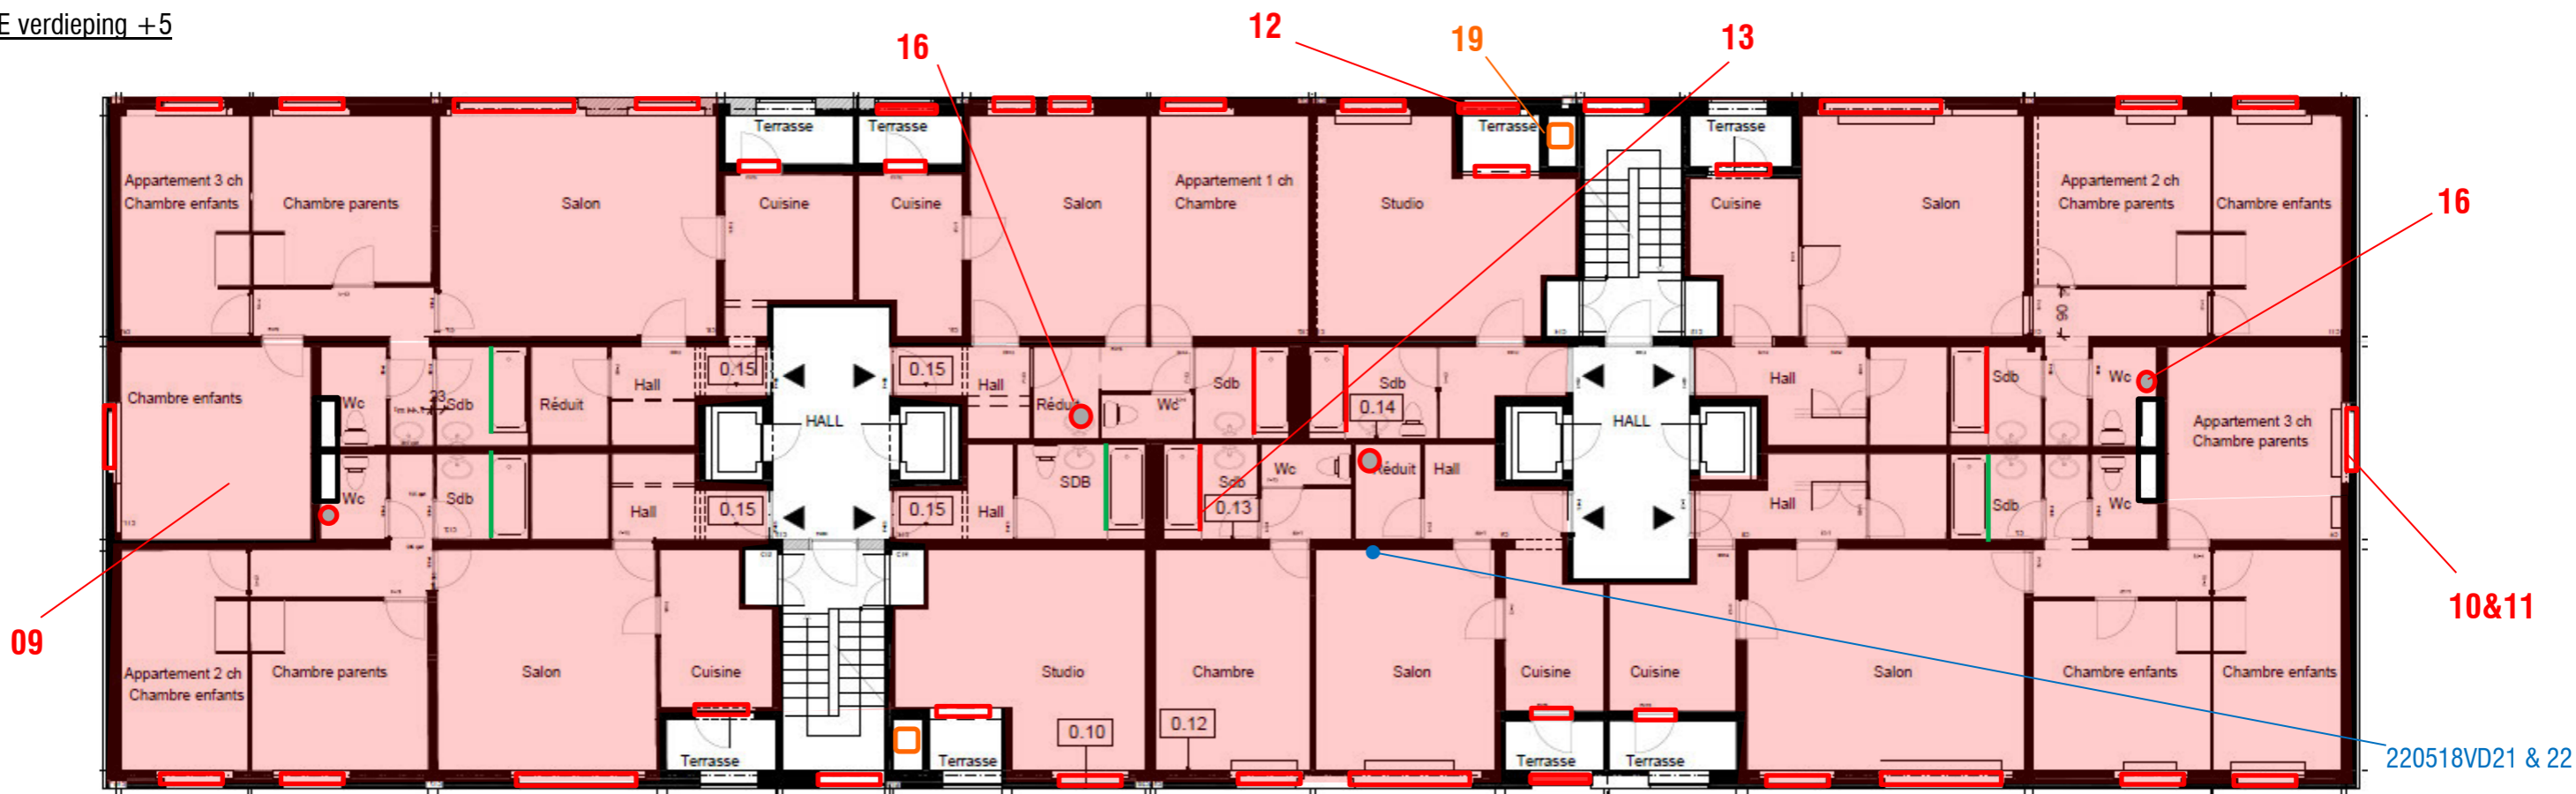 E verdieping +5
16
12
19
13
Terrasse
Terrasse
Terrasse
Terrasse
Appartement 3 ch
Chambre enfants
Chambre parents
Salon
Cuisine
Cuisine
Salon
Appartement 1 ch
Chambre
Studio
Cuisine
Salon
Appartement 2 ch
Chambre parents
Chambre enfants
16
90
Chambre enfants
Wc
23
Sdb
Réduit
Hall
0.15
HALL
0.15
Hall
Réduit
Wc
Sdb
Sdb
0.14
HALL
Hall
Sdb
Wc
Appartement 3 ch
Chambre parents
Wc
Sdb
Hall
0.15
0.15
Hall
SDB
Sdb
0.13
Wc
Réduit
Hall
Hall
Sdb
Wc
09
10&11
Appartement 2 ch
Chambre enfants
Chambre parents
Salon
Cuisine
Studio
Chambre
Salon
Cuisine
Cuisine
Salon
Chambre enfants
Chambre enfants
0.10
0.12
Terrasse
Terrasse
Terrasse
Terrasse
220518VD21 & 22